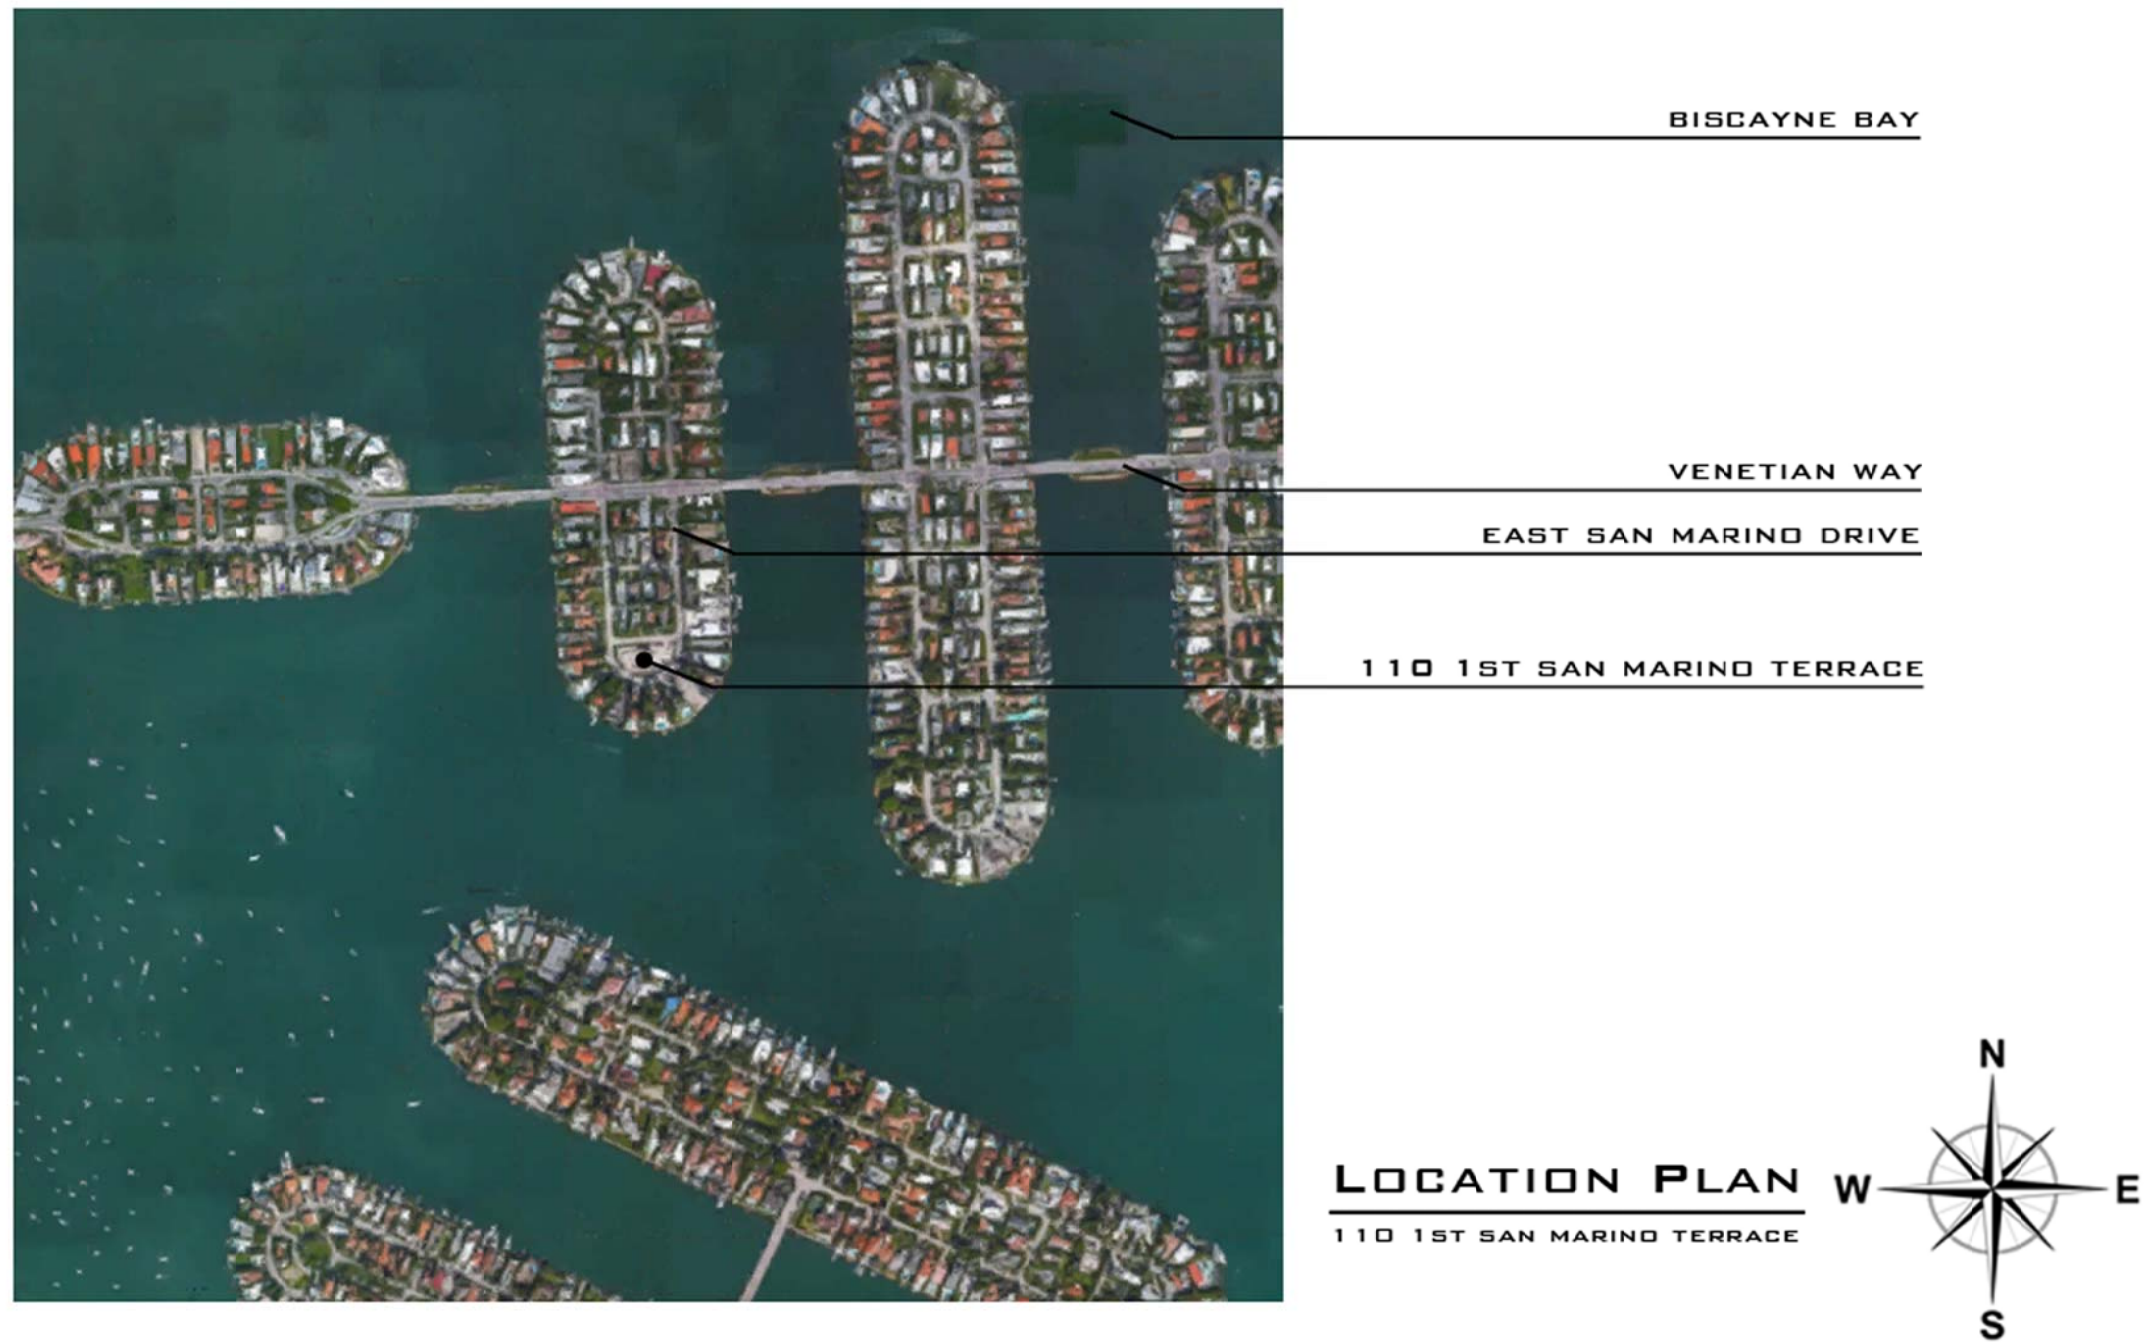 BISCAYNE BAY
VENETIAN WAY
EAST SAN MARINO DRIVE
110 1ST SAN MARINO TERRACE
N
LOCATION PLAN
W
E
110 1ST SAN MARINO TERRACE
S